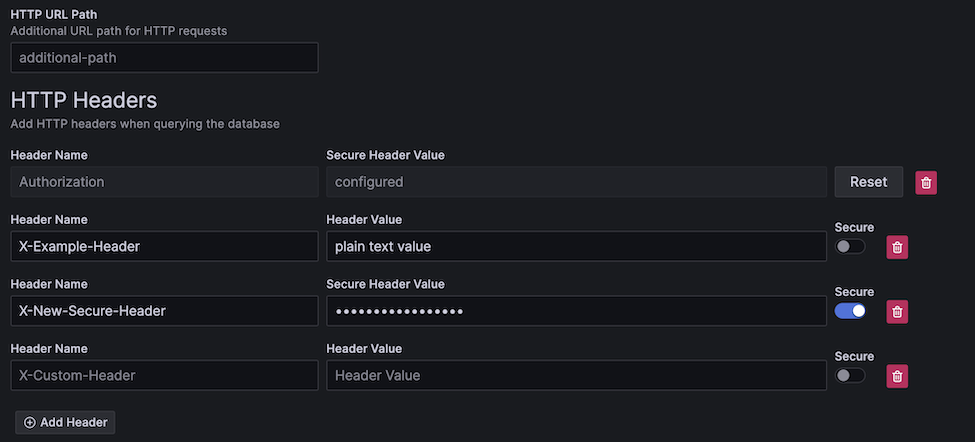 HTTP URL Path
Additional URL path for HTTP requests
additional-path
HTTP Headers
Add HTTP headers when querying the database
Header Name Secure Header Value
Authorization configured Reset
Header Name Header Value Secure
X-Example-Header plain text value
Header Name Secure Header Value Secure
X-New-Secure-Header •••••••••••••••••
Header Name Header Value Secure
X-Custom-Header Header Value
Add Header